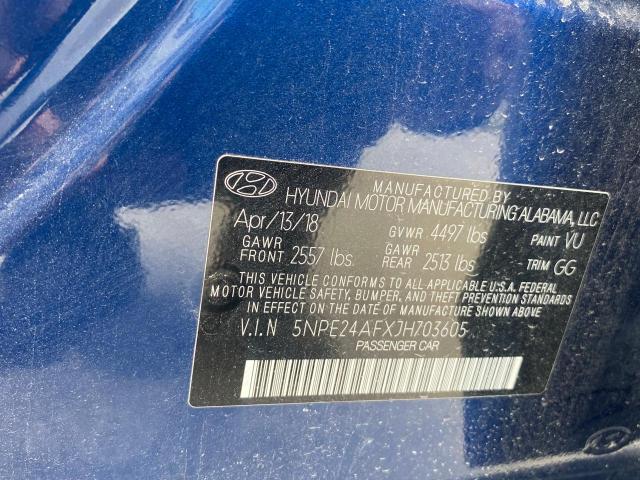 MANUFACTURED BY
HYUNDAI MOTOR MANUFACTURING ALABAMA, LLC
Apr/13/18 GVWR 4497 lbs PAINT VU
GAWR FRONT 2557 lbs. GAWR REAR 2513 lbs TRIM GG
THIS VEHICLE CONFORMS TO ALL APPLICABLE U.S.A. FEDERAL
MOTOR VEHICLE SAFETY, BUMPER, AND THEFT PREVENTION STANDARDS
IN EFFECT ON THE DATE OF MANUFACTURE SHOWN ABOVE
V.I.N 5NPE24AFXJH703605
PASSENGER CAR